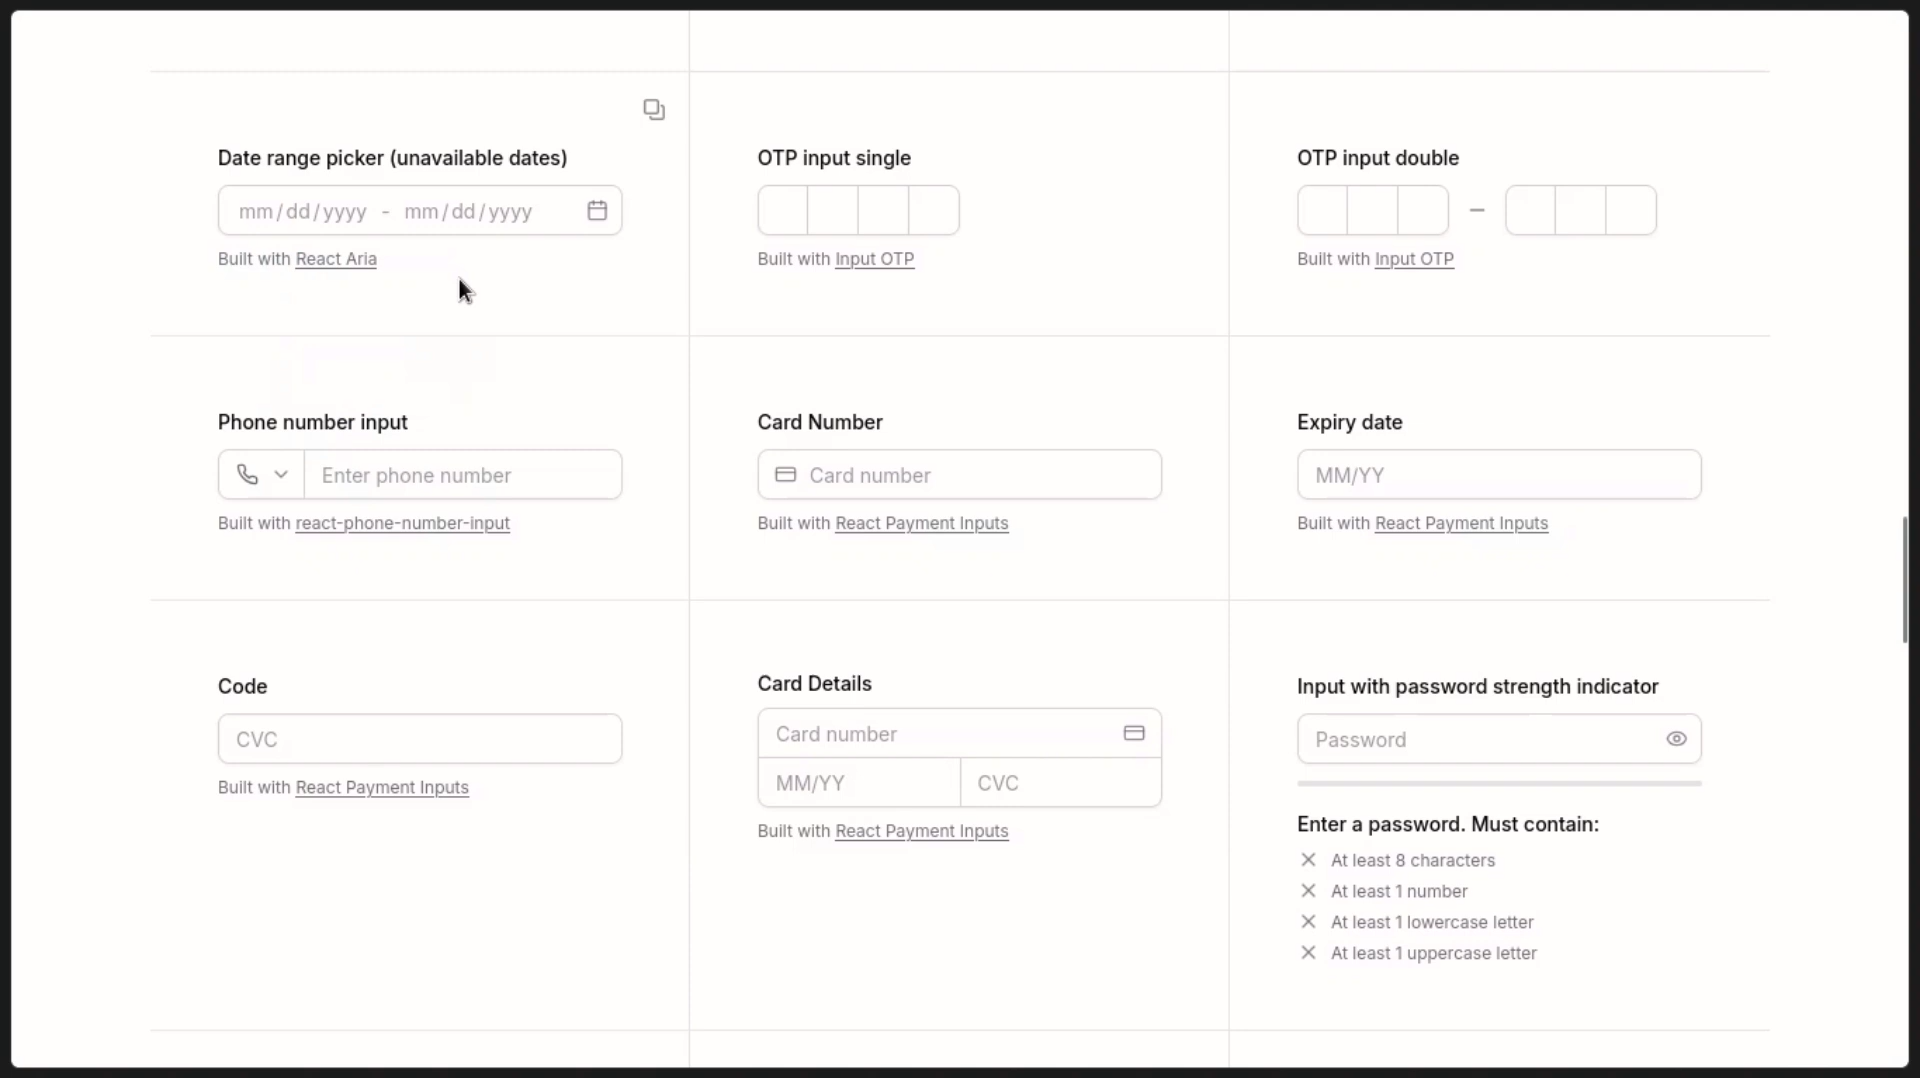 Date range picker (unavailable dates)
mm/dd/yyyy - mm/dd/yyyy
Built with React Aria
OTP input single
Built with Input OTP
OTP input double
–
Built with Input OTP
Phone number input
Enter phone number
Built with react-phone-number-input
Card Number
Card number
Built with React Payment Inputs
Expiry date
MM/YY
Built with React Payment Inputs
Code
CVC
Built with React Payment Inputs
Card Details
Card number
MM/YY
CVC
Built with React Payment Inputs
Input with password strength indicator
Password
Enter a password. Must contain:
At least 8 characters
At least 1 number
At least 1 lowercase letter
At least 1 uppercase letter